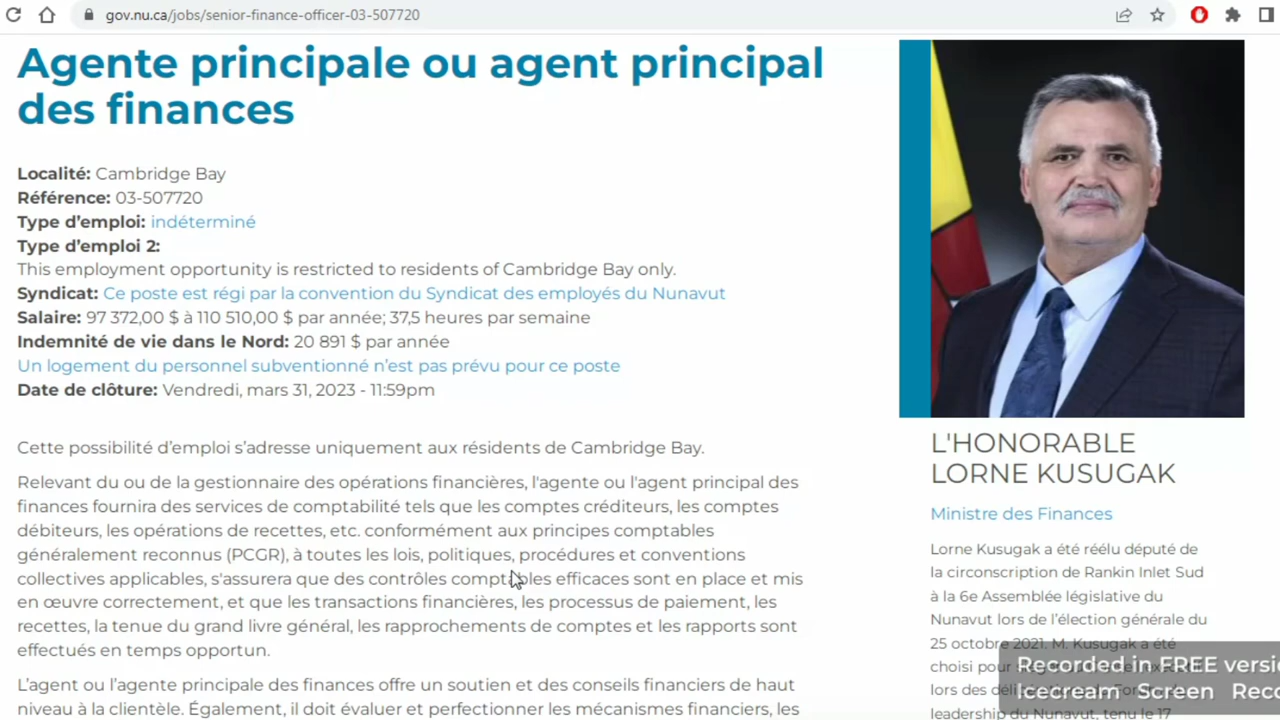 gov.nu.ca/jobs/senior-finance-officer-03-507720
Agente principale ou agent principal
des finances
Localité: Cambridge Bay
Référence: 03-507720
Type d’emploi: indéterminé
Type d’emploi 2:
This employment opportunity is restricted to residents of Cambridge Bay only.
Syndicat: Ce poste est régi par la convention du Syndicat des employés du Nunavut
Salaire: 97 372,00 $ à 110 510,00 $ par année; 37,5 heures par semaine
Indemnité de vie dans le Nord: 20 891 $ par année
Un logement du personnel subventionné n’est pas prévu pour ce poste
Date de clôture: Vendredi, mars 31, 2023 - 11:59pm
Cette possibilité d’emploi s’adresse uniquement aux résidents de Cambridge Bay.
Relevant du ou de la gestionnaire des opérations financières, l'agente ou l'agent principal des
finances fournira des services de comptabilité tels que les comptes créditeurs, les comptes
débiteurs, les opérations de recettes, etc. conformément aux principes comptables
généralement reconnus (PCGR), à toutes les lois, politiques, procédures et conventions
collectives applicables, s'assurera que des contrôles comptables efficaces sont en place et mis
en œuvre correctement, et que les transactions financières, les processus de paiement, les
recettes, la tenue du grand livre général, les rapprochements de comptes et les rapports sont
effectués en temps opportun.
L’agent ou l’agente principale des finances offre un soutien et des conseils financiers de haut
niveau à la clientèle. Également, il doit évaluer et perfectionner les mécanismes financiers, les
L'HONORABLE
LORNE KUSUGAK
Ministre des Finances
Lorne Kusugak a été réélu député de
la circonscription de Rankin Inlet Sud
à la 6e Assemblée législative du
Nunavut lors de l’élection générale du
25 octobre 2021. M. Kusugak a été
choisi pour
lors des
leadership du Nunavut, tenu le 17
Recorded in FREE versi
Icecream Screen Reco